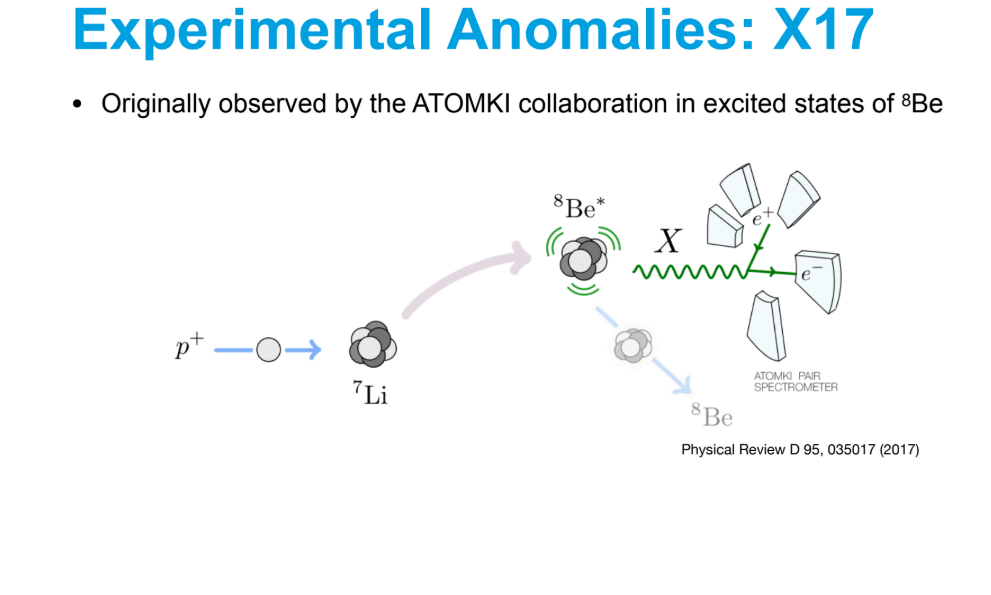 Experimental Anomalies: X17
• Originally observed by the ATOMKI collaboration in excited states of ⁸Be
⁸Be*
X
e⁺
e⁻
p⁺
⁷Li
ATOMKI PAIR
SPECTROMETER
⁸Be
Physical Review D 95, 035017 (2017)